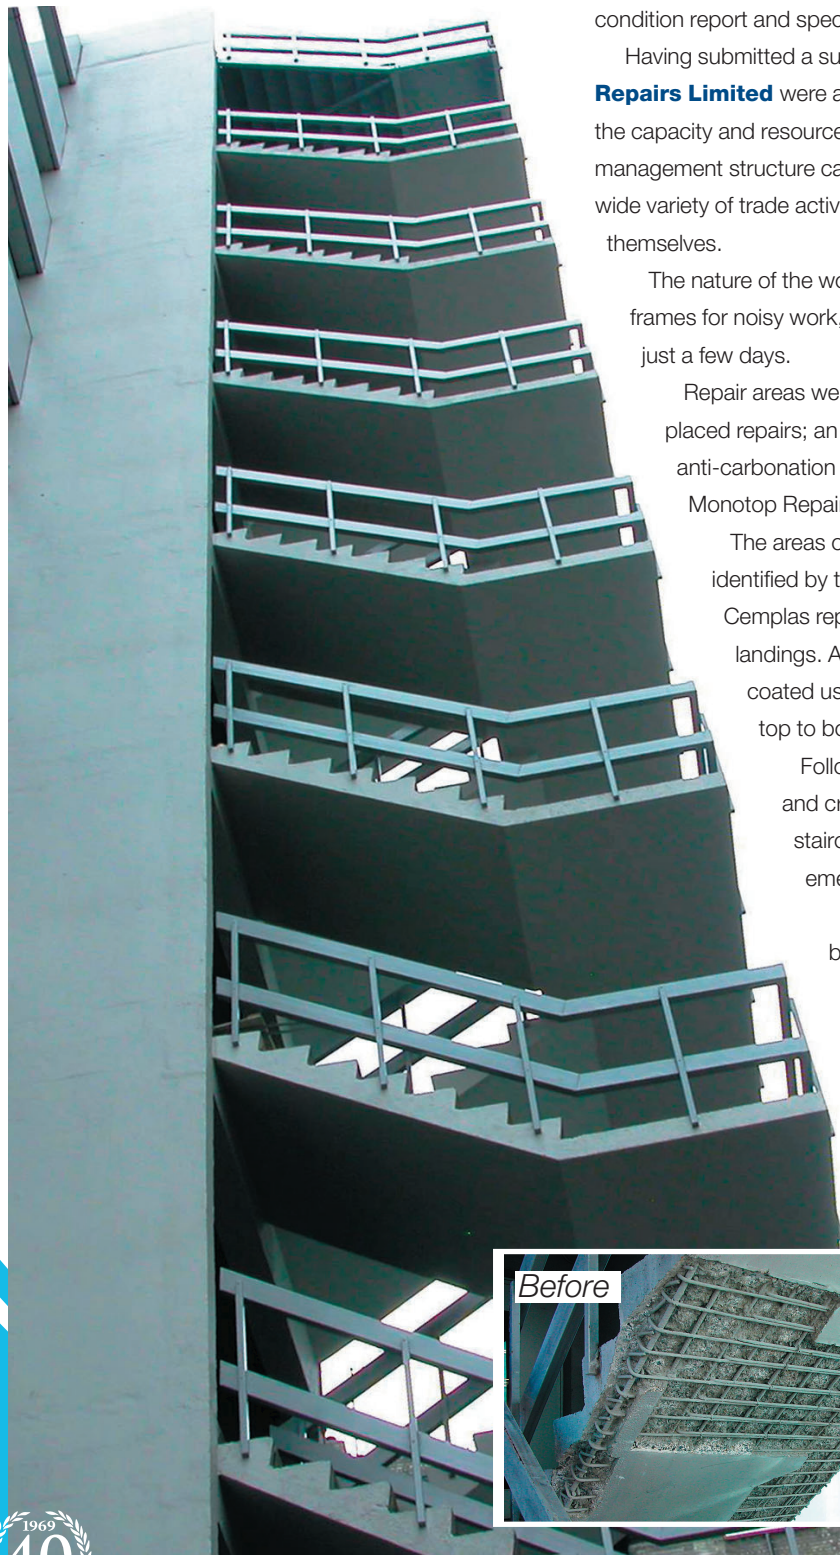 condition report and spec
Having submitted a su
Repairs Limited were a
the capacity and resource
management structure ca
wide variety of trade activ
themselves.
The nature of the wo
frames for noisy work,
just a few days.
Repair areas we
placed repairs; an
anti-carbonation
Monotop Repair
The areas o
identified by t
Cemplas rep
landings. A
coated us
top to bo
Follo
and cr
stairc
eme
b
Before
1969
40